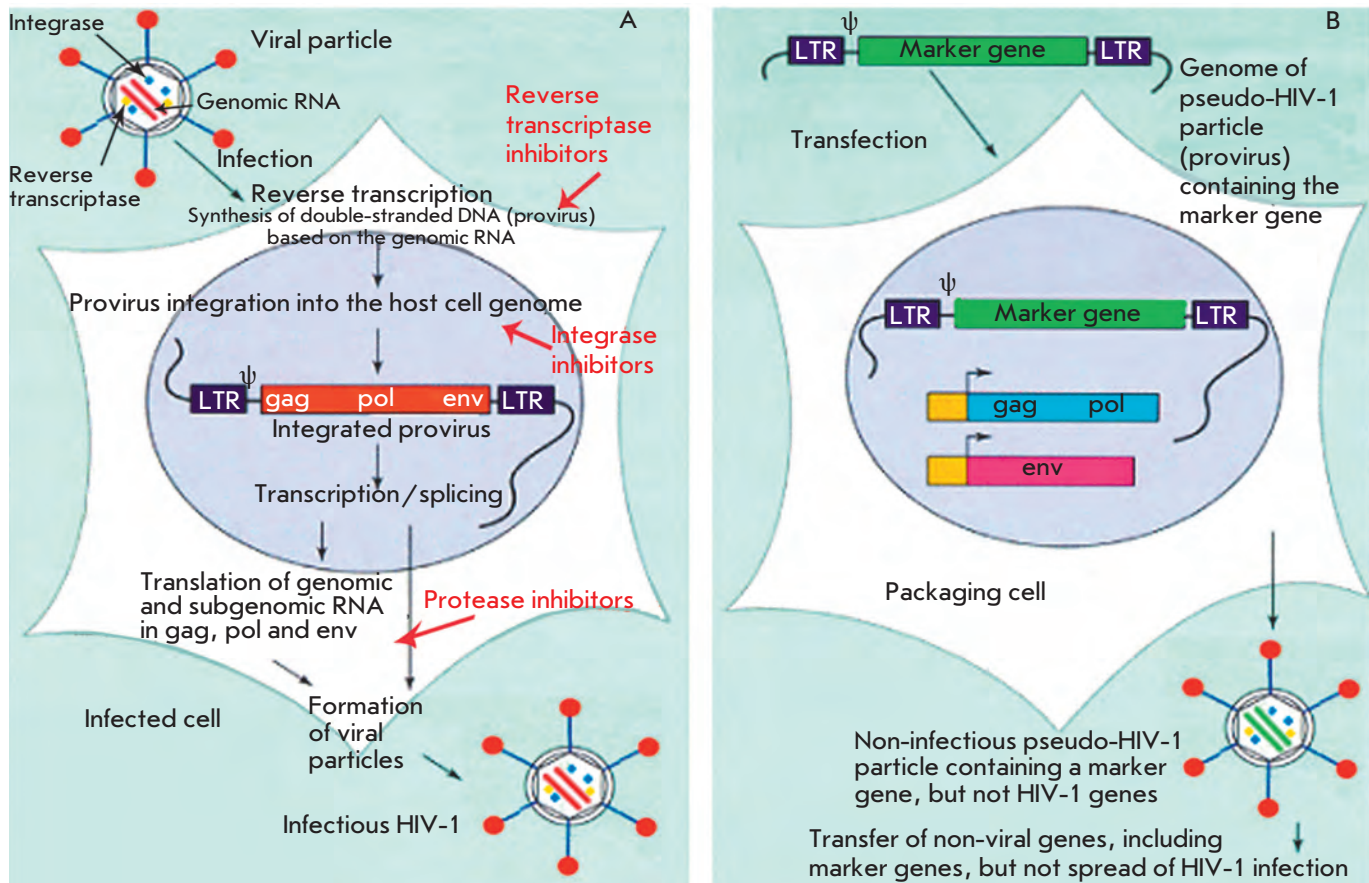 A
Integrase
Viral particle
Genomic RNA
Reverse
transcriptase
Infection
Reverse
transcriptase
inhibitors
Reverse transcription
Synthesis of double-stranded DNA (provirus)
based on the genomic RNA
Provirus integration into the host cell genome
Integrase
inhibitors
ψ
LTR gag pol env LTR
Integrated provirus
Transcription/splicing
Translation of genomic
and subgenomic RNA
in gag, pol and env
Protease inhibitors
Infected cell
Formation
of viral
particles
Infectious HIV-1
B
ψ
LTR Marker gene LTR
Genome of
pseudo-HIV-1
particle
(provirus)
containing the
marker gene
Transfection
ψ
LTR Marker gene LTR
gag pol
env
Packaging cell
Non-infectious pseudo-HIV-1
particle containing a marker
gene, but not HIV-1 genes
Transfer of non-viral genes, including
marker genes, but not spread of HIV-1 infection